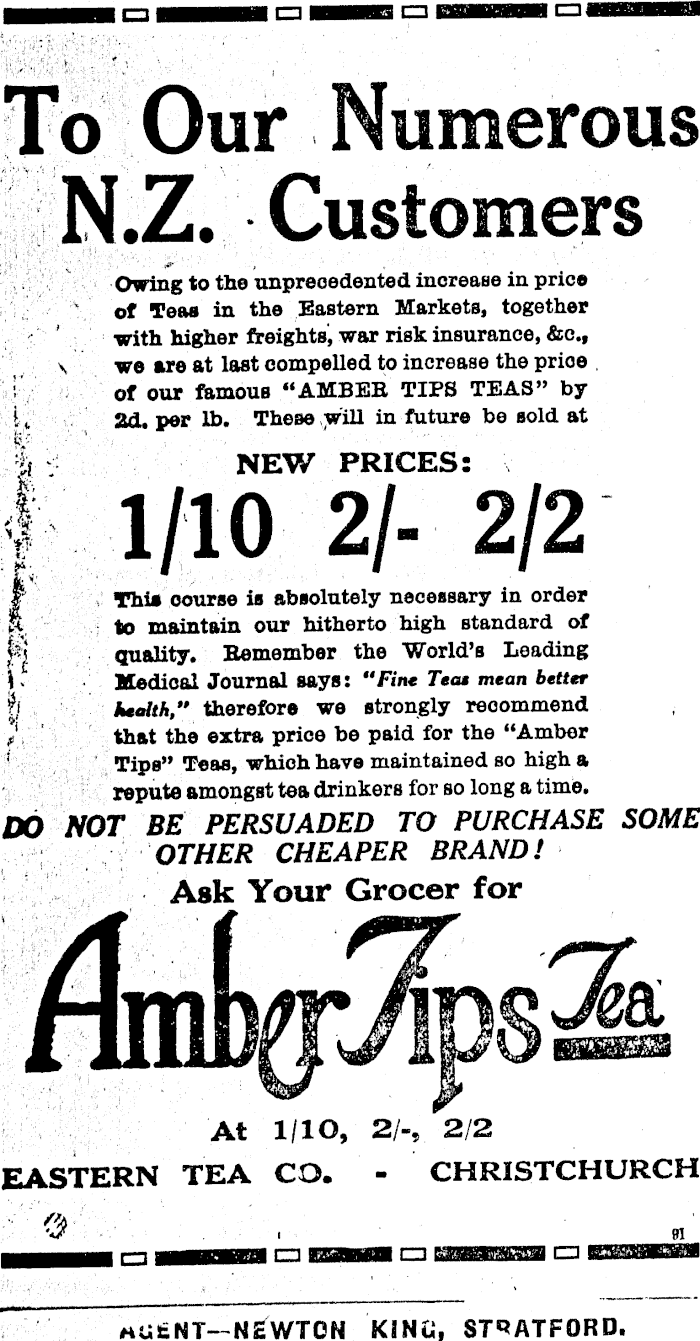 To Our Numerous
N.Z. Customers
Owing to the unprecedented increase in price
of Teas in the Eastern Markets, together
with higher freights, war risk insurance, &c.,
we are at last compelled to increase the price
of our famous "AMBER TIPS TEAS" by
2d. per lb. These will in future be sold at
NEW PRICES:
1/10 2/- 2/2
This course is absolutely necessary in order
to maintain our hitherto high standard of
quality. Remember the World's Leading
Medical Journal says: "Fine Teas mean better
health," therefore we strongly recommend
that the extra price be paid for the "Amber
Tips" Teas, which have maintained so high a
repute amongst tea drinkers for so long a time.
DO NOT BE PERSUADED TO PURCHASE SOME
OTHER CHEAPER BRAND!
Ask Your Grocer for
Amber Tips Tea
At 1/10, 2/-, 2/2
EASTERN TEA CO. - CHRISTCHURCH
91
AGENT—NEWTON KING, STRATFORD.